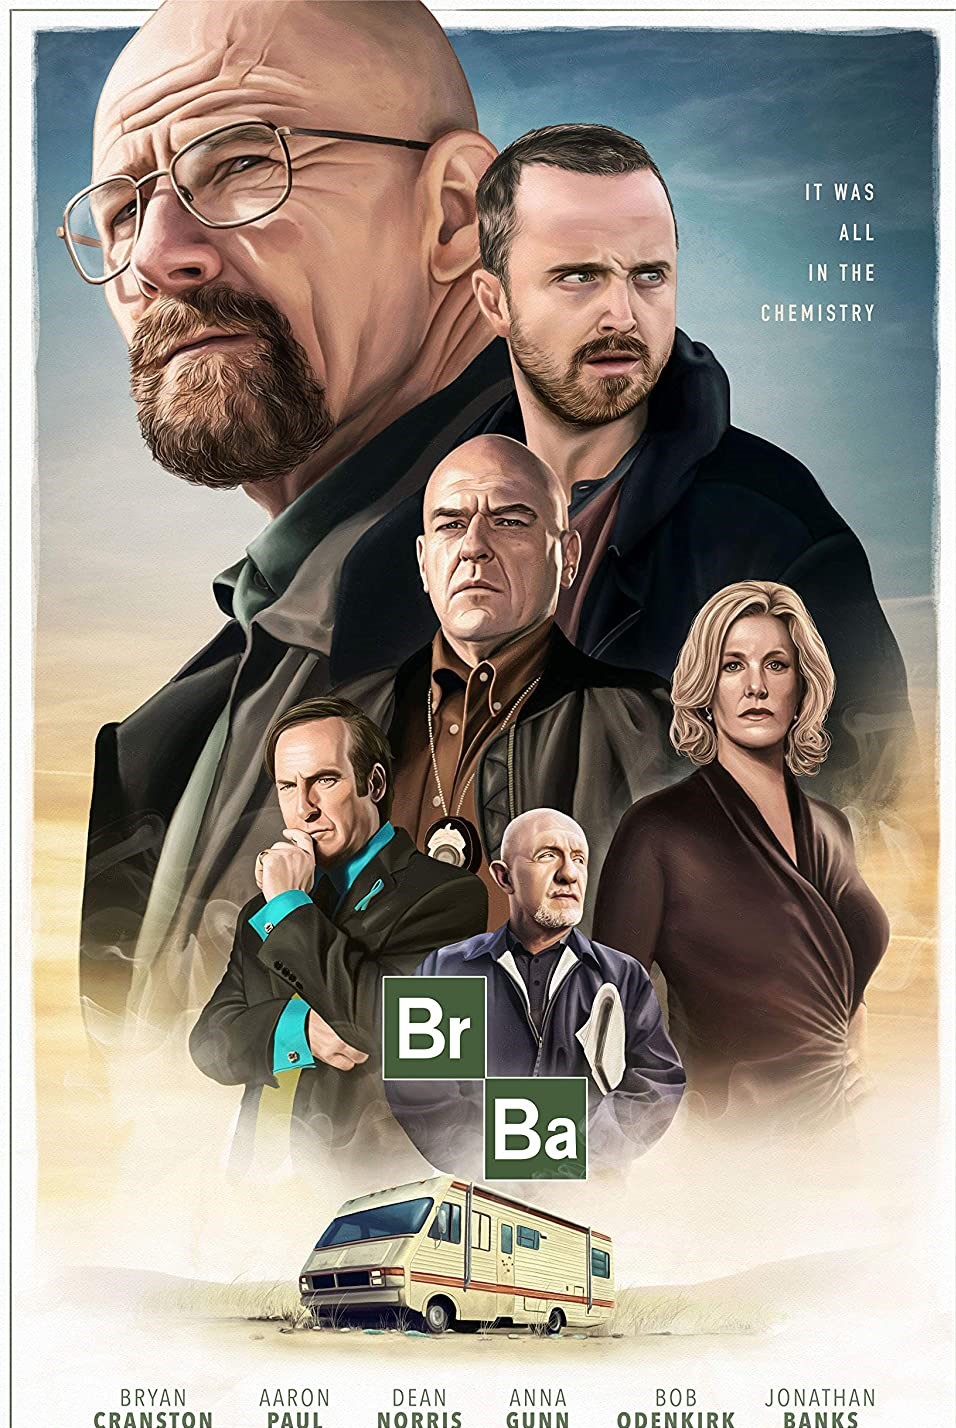 IT WAS
ALL
IN THE
CHEMISTRY
Br
Ba
BRYAN AARON DEAN ANNA BOB JONATHAN
CRANSTON PAUL NORRIS GUNN ODENKIRK BANKS